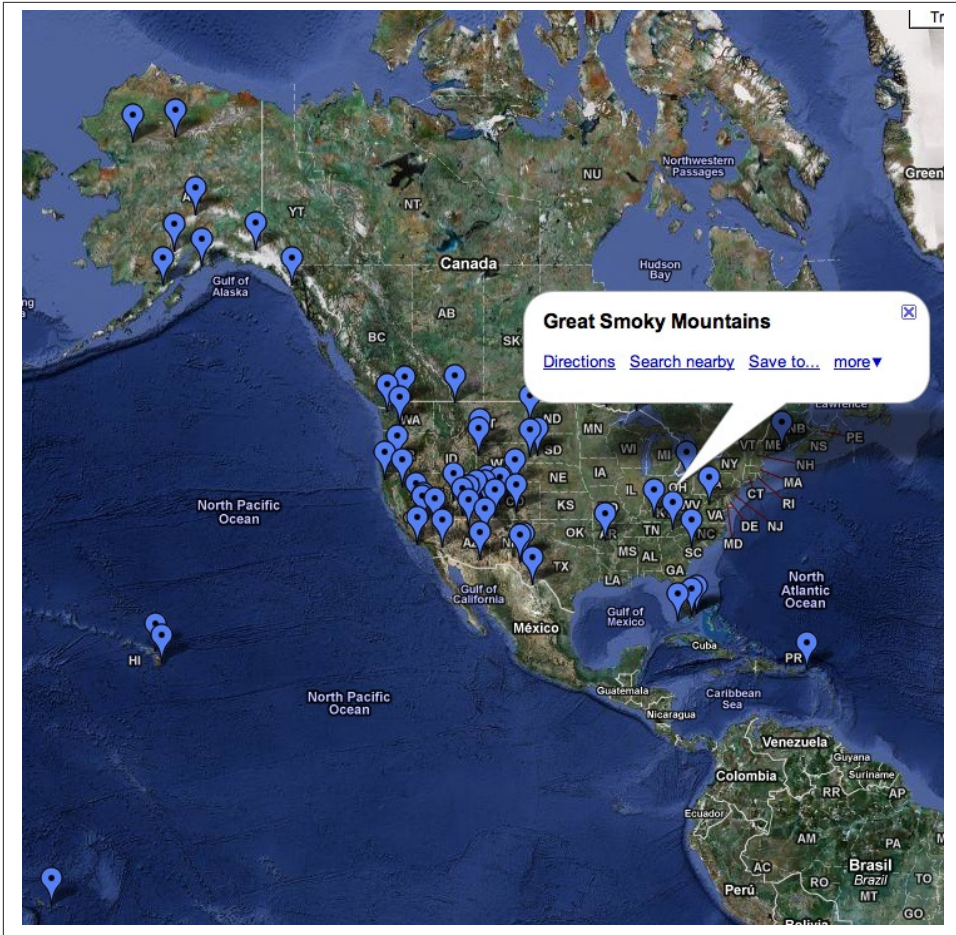 Tr
Northwestern
Passages
Green
NU
NT
YT
Canada
Hudson
Bay
Gulf of
Alaska
AB
BC
SK
Great Smoky Mountains
Directions Search nearby Save to... more▼
Lawrence
WA
ND
MN
NB
PE
VT
ME
NS
WI
MI
SD
ID
NY
NH
IA
NE
MA
IL
OH
CT
RI
KS
WV
VA
DE
NJ
North Pacific
Ocean
OK
AR
TN
NC
MD
MS
AL
SC
GA
TX
LA
North
Atlantic
Ocean
Gulf of
California
Gulf of
Mexico
México
Cuba
HI
PR
North Pacific
Ocean
Guatemala
Caribbean
Sea
Nicaragua
Venezuela
Guyana
Colombia
Suriname
RR
AP
Ecuador
AM
PA
AC
Brasil
Brazil
TO
Perú
RO
MT
GO
Bolivia